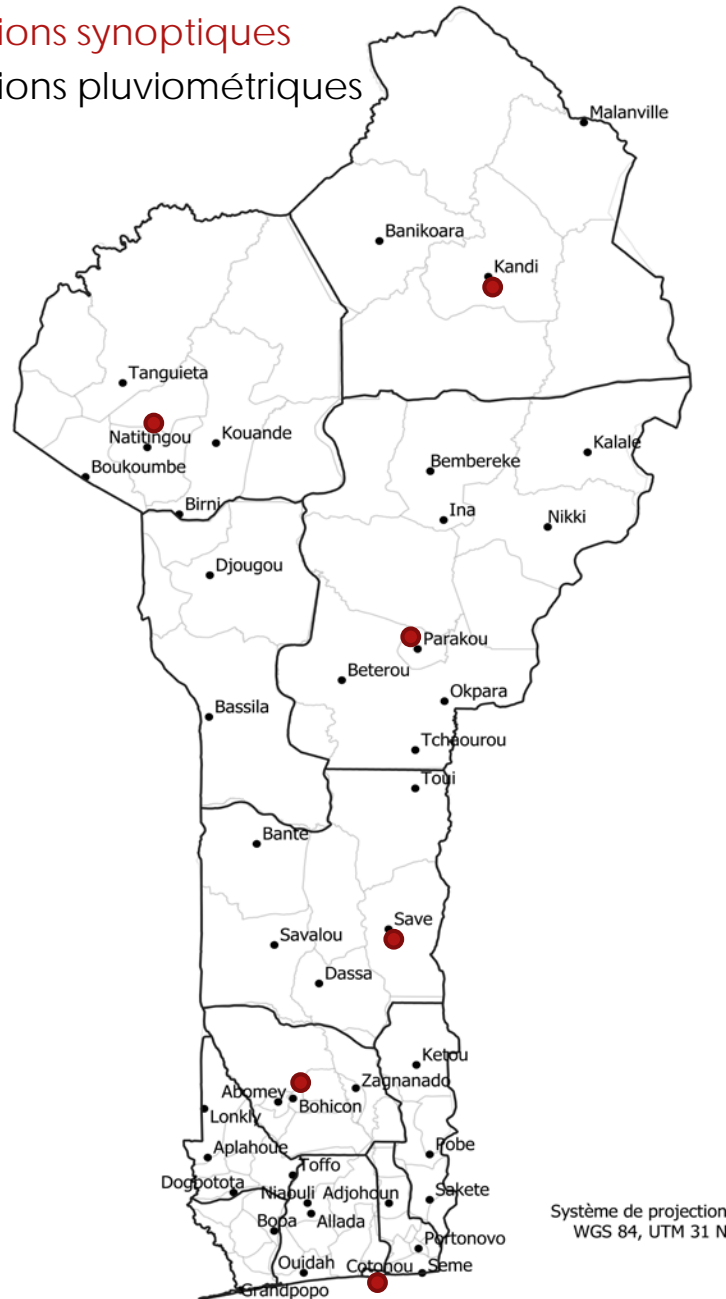 ions synoptiques
ions pluviométriques
Malanville
Banikoara
Kandi
Tanguieta
Natitingou
Kouande
Kalale
Bembereke
Boukoumbe
Birni
Ina
Nikki
Djougou
Parakou
Beterou
Okpara
Bassila
Tchaourou
Toui
Bante
Save
Savalou
Dassa
Ketou
Zagnanado
Abomey
Bohicon
Lonkly
Aplahoue
Pobe
Toffo
Dogbotota
Niaouli
Adjohoun
Sakete
Allada
Bopa
Système de projection
WGS 84, UTM 31 N
Portonovo
Ouidah
Cotonou
Seme
Grandpopo